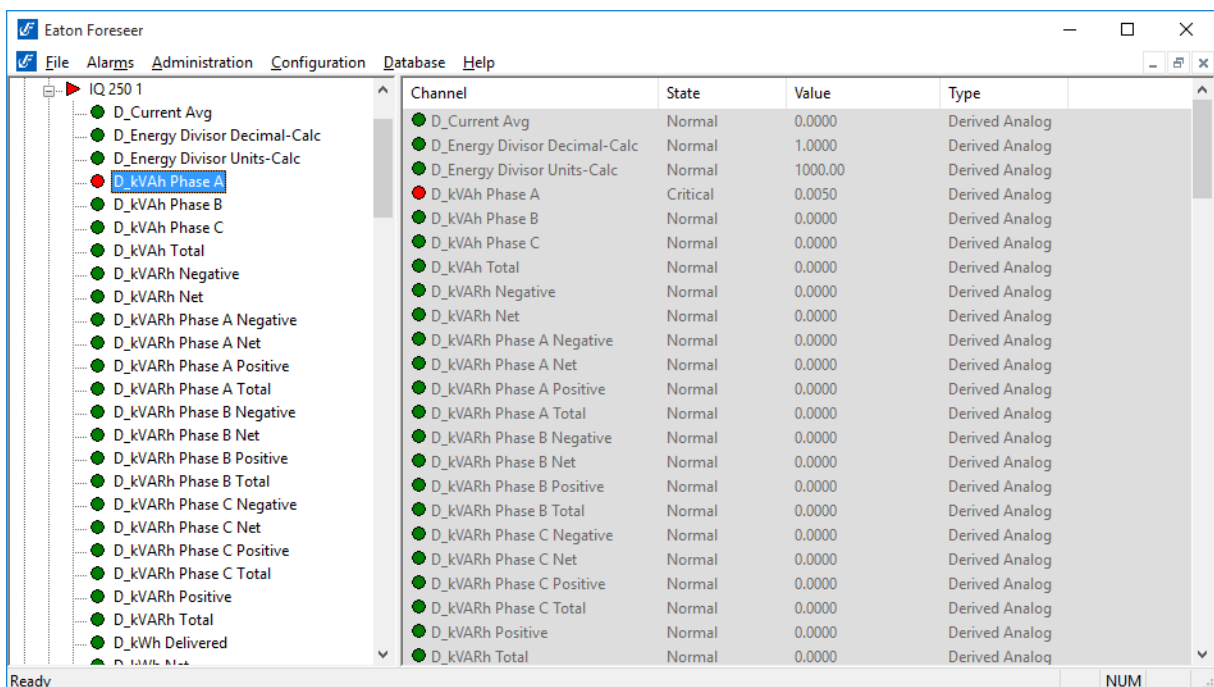 Eaton Foreseer
File Alarms Administration Configuration Database Help
IQ 250 1
D_Current Avg
D_Energy Divisor Decimal-Calc
D_Energy Divisor Units-Calc
D_kVAh Phase A
D_kVAh Phase B
D_kVAh Phase C
D_kVAh Total
D_kVARh Negative
D_kVARh Net
D_kVARh Phase A Negative
D_kVARh Phase A Net
D_kVARh Phase A Positive
D_kVARh Phase A Total
D_kVARh Phase B Negative
D_kVARh Phase B Net
D_kVARh Phase B Positive
D_kVARh Phase B Total
D_kVARh Phase C Negative
D_kVARh Phase C Net
D_kVARh Phase C Positive
D_kVARh Phase C Total
D_kVARh Positive
D_kVARh Total
D_kWh Delivered
Channel State Value Type
D_Current Avg Normal 0.0000 Derived Analog
D_Energy Divisor Decimal-Calc Normal 1.0000 Derived Analog
D_Energy Divisor Units-Calc Normal 1000.00 Derived Analog
D_kVAh Phase A Critical 0.0050 Derived Analog
D_kVAh Phase B Normal 0.0000 Derived Analog
D_kVAh Phase C Normal 0.0000 Derived Analog
D_kVAh Total Normal 0.0000 Derived Analog
D_kVARh Negative Normal 0.0000 Derived Analog
D_kVARh Net Normal 0.0000 Derived Analog
D_kVARh Phase A Negative Normal 0.0000 Derived Analog
D_kVARh Phase A Net Normal 0.0000 Derived Analog
D_kVARh Phase A Positive Normal 0.0000 Derived Analog
D_kVARh Phase A Total Normal 0.0000 Derived Analog
D_kVARh Phase B Negative Normal 0.0000 Derived Analog
D_kVARh Phase B Net Normal 0.0000 Derived Analog
D_kVARh Phase B Positive Normal 0.0000 Derived Analog
D_kVARh Phase B Total Normal 0.0000 Derived Analog
D_kVARh Phase C Negative Normal 0.0000 Derived Analog
D_kVARh Phase C Net Normal 0.0000 Derived Analog
D_kVARh Phase C Positive Normal 0.0000 Derived Analog
D_kVARh Phase C Total Normal 0.0000 Derived Analog
D_kVARh Positive Normal 0.0000 Derived Analog
D_kVARh Total Normal 0.0000 Derived Analog
Ready NUM